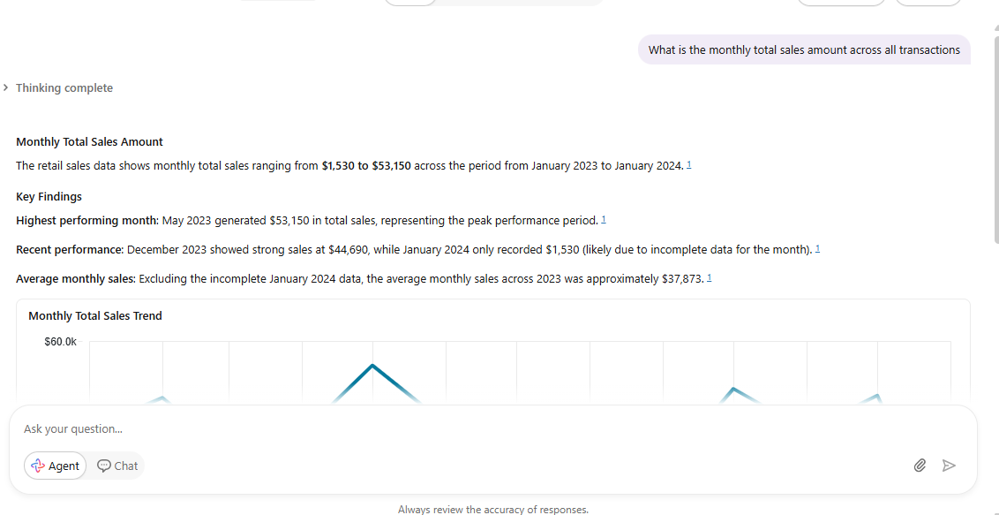 What is the monthly total sales amount across all transactions
Thinking complete
Monthly Total Sales Amount
The retail sales data shows monthly total sales ranging from $1,530 to $53,150 across the period from January 2023 to January 2024. 1
Key Findings
Highest performing month: May 2023 generated $53,150 in total sales, representing the peak performance period. 1
Recent performance: December 2023 showed strong sales at $44,690, while January 2024 only recorded $1,530 (likely due to incomplete data for the month). 1
Average monthly sales: Excluding the incomplete January 2024 data, the average monthly sales across 2023 was approximately $37,873. 1
Monthly Total Sales Trend
$60.0k
Ask your question...
Agent
Chat
Always review the accuracy of responses.